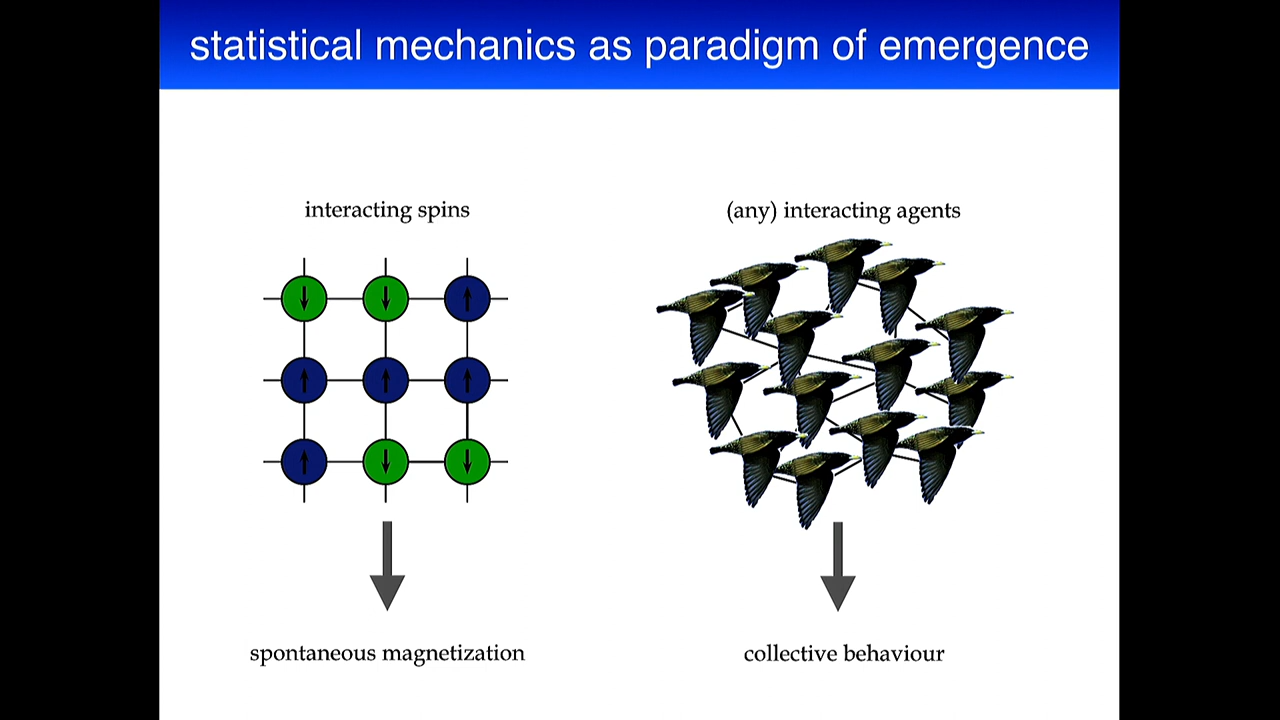 statistical mechanics as paradigm of emergence
interacting spins
(any) interacting agents
spontaneous magnetization
collective behaviour